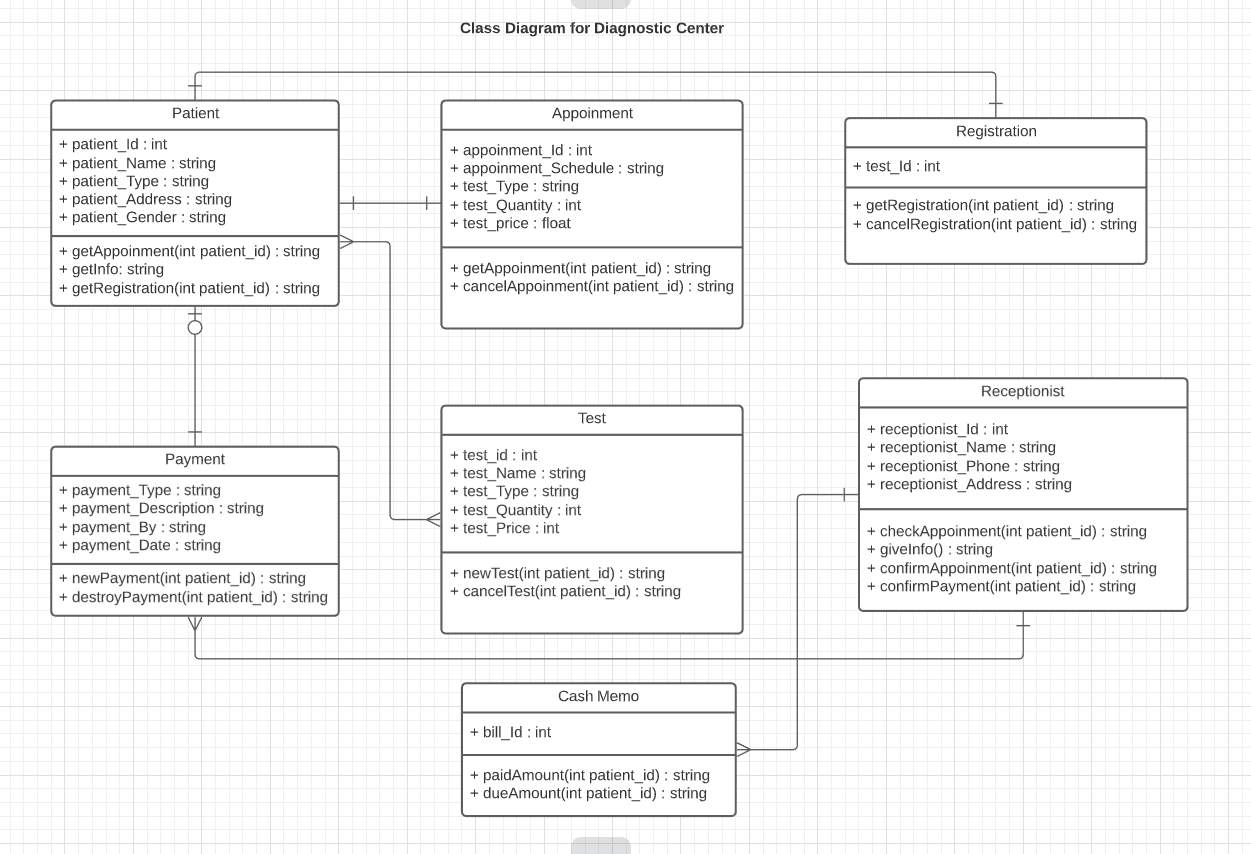 Class Diagram for Diagnostic Center
Patient
+ patient_Id : int
+ patient_Name : string
+ patient_Type : string
+ patient_Address : string
+ patient_Gender : string
+ getAppoinment(int patient_id) : string
+ getInfo: string
+ getRegistration(int patient_id) : string
Appoinment
+ appoinment_Id : int
+ appoinment_Schedule : string
+ test_Type : string
+ test_Quantity : int
+ test_price : float
+ getAppoinment(int patient_id) : string
+ cancelAppoinment(int patient_id) : string
Registration
+ test_Id : int
+ getRegistration(int patient_id) : string
+ cancelRegistration(int patient_id) : string
Payment
+ payment_Type : string
+ payment_Description : string
+ payment_By : string
+ payment_Date : string
+ newPayment(int patient_id) : string
+ destroyPayment(int patient_id) : string
Test
+ test_id : int
+ test_Name : string
+ test_Type : string
+ test_Quantity : int
+ test_Price : int
+ newTest(int patient_id) : string
+ cancelTest(int patient_id) : string
Receptionist
+ receptionist_Id : int
+ receptionist_Name : string
+ receptionist_Phone : string
+ receptionist_Address : string
+ checkAppoinment(int patient_id) : string
+ giveInfo() : string
+ confirmAppoinment(int patient_id) : string
+ confirmPayment(int patient_id) : string
Cash Memo
+ bill_Id : int
+ paidAmount(int patient_id) : string
+ dueAmount(int patient_id) : string